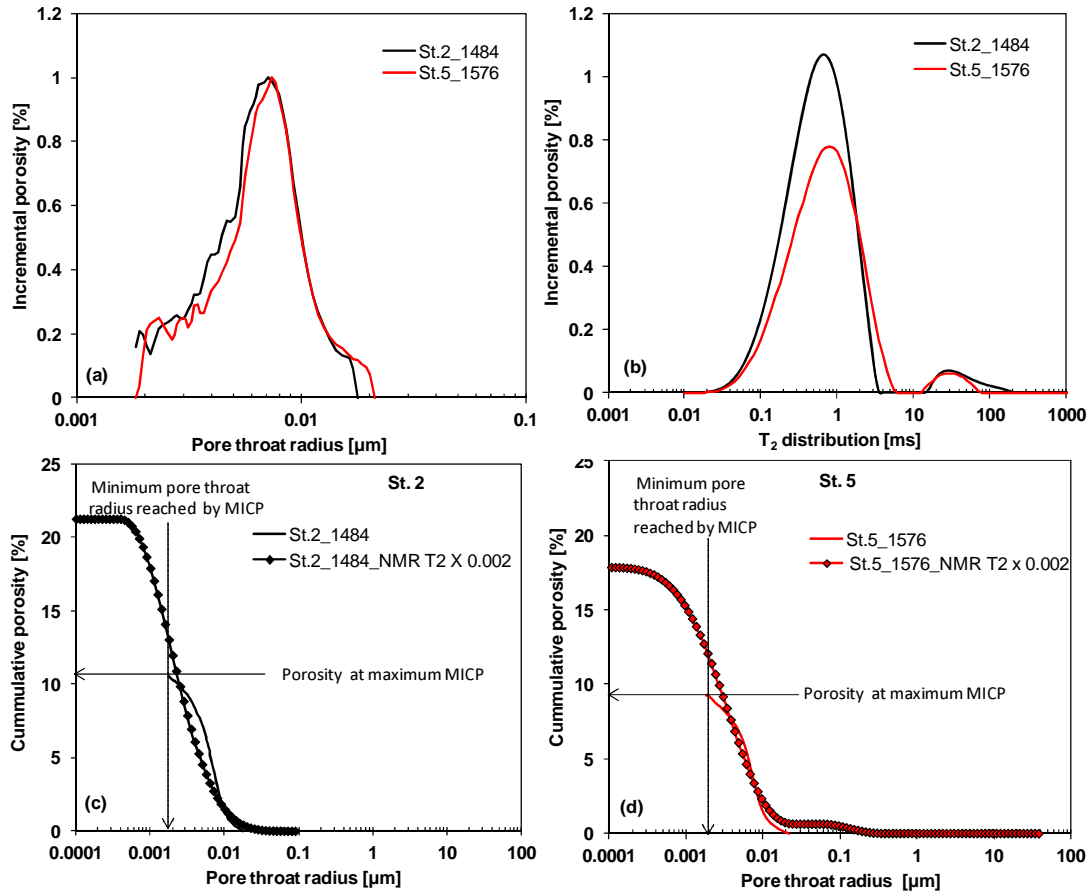 St.2_1484
St.5_1576
1.2
1
0.8
0.6
0.4
0.2
0
Incremental porosity [%]
(a)
0.001
0.01
0.1
Pore throat radius [µm]
St.2_1484
St.5_1576
1.2
1
0.8
0.6
0.4
0.2
0
Incremental porosity [%]
(b)
0.001
0.01
0.1
1
10
100
1000
T2 distribution [ms]
St. 2
Minimum pore throat
radius reached by MICP
St.2_1484
St.2_1484_NMR T2 X 0.002
Porosity at maximum MICP
25
20
15
10
5
0
Cummulative porosity [%]
(c)
0.0001
0.001
0.01
0.1
1
10
100
Pore throat radius [µm]
St. 5
Minimum pore
throat radius
reached by MICP
St.5_1576
St.5_1576_NMR T2 x 0.002
Porosity at maximum MICP
25
20
15
10
5
0
Cummulative porosity [%]
(d)
0.0001
0.001
0.01
0.1
1
10
100
Pore throat radius [µm]